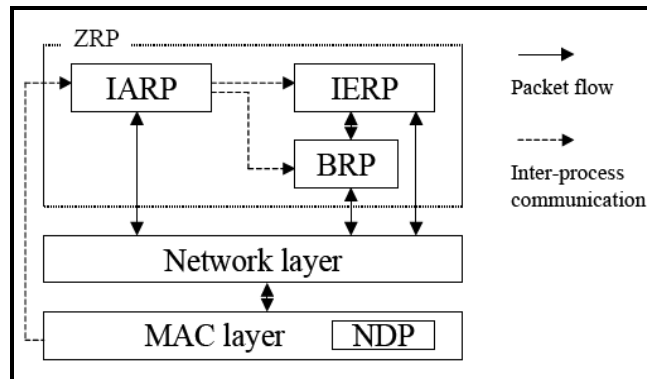 ZRP
IARP
IERP
Packet flow
BRP
Inter-process
communication
Network layer
MAC layer
NDP